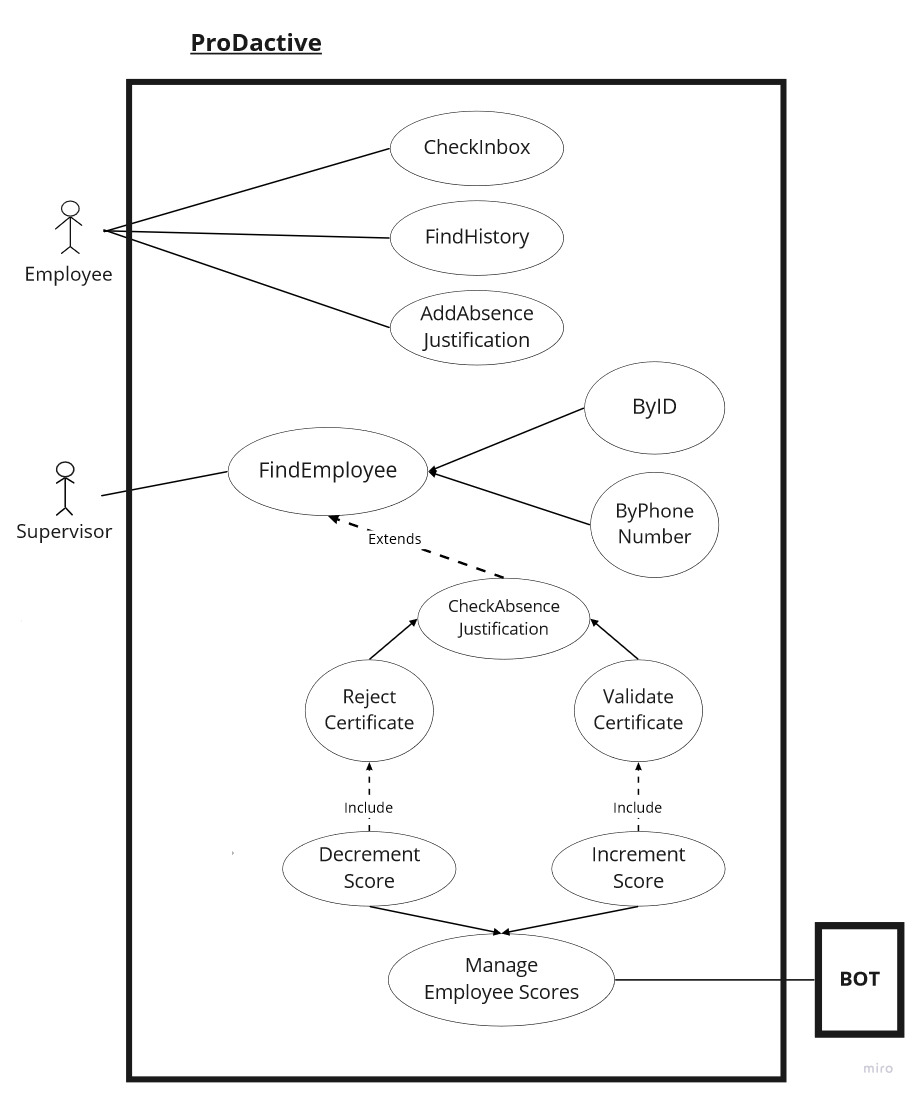 ProDactive
CheckInbox
FindHistory
Employee
AddAbsence
Justification
ByID
FindEmployee
ByPhone
Number
Supervisor
Extends
CheckAbsence
Justification
Reject
Certificate
Validate
Certificate
Include
Include
Decrement
Score
Increment
Score
Manage
Employee Scores
BOT
miro